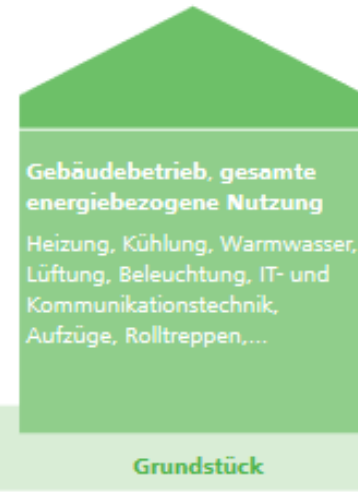 Gebäudebetrieb, gesamte
energiebezogene Nutzung
Heizung, Kühlung, Warmwasser,
Lüftung, Beleuchtung, IT- und
Kommunikationstechnik,
Aufzüge, Rolltreppen,...
Grundstück